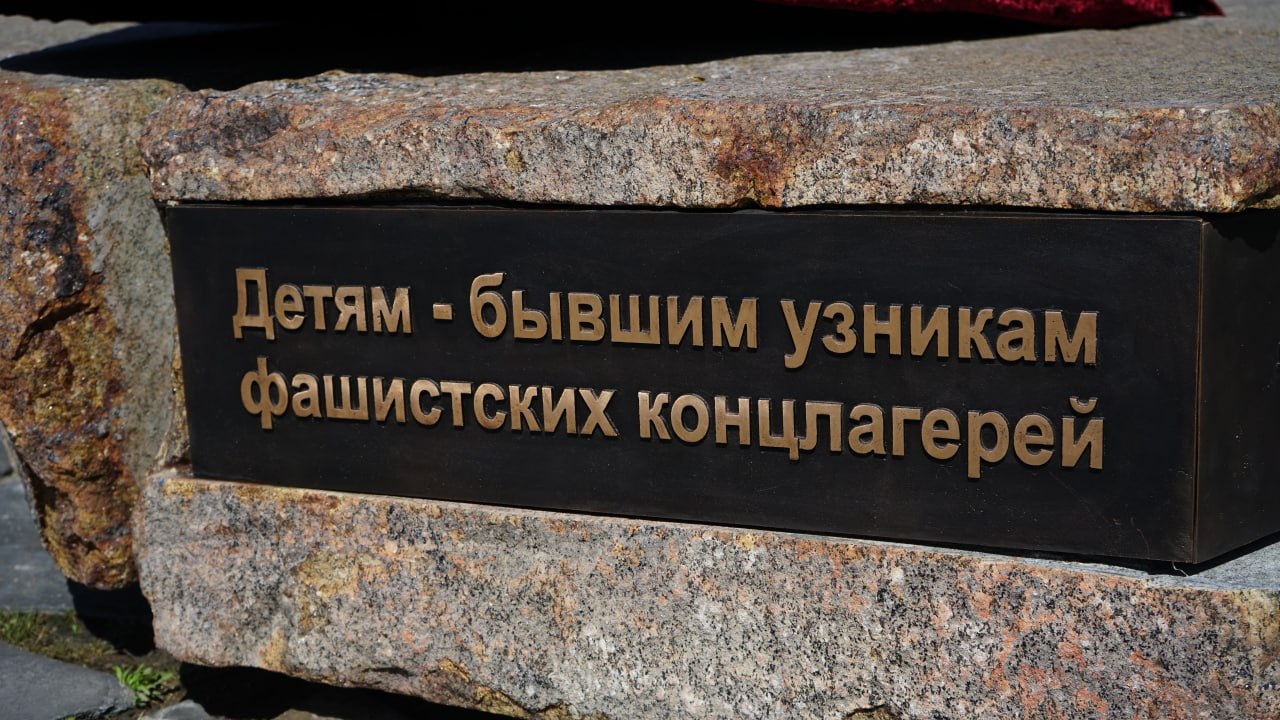 Детям - бывшим узникам
фашистских концлагерей